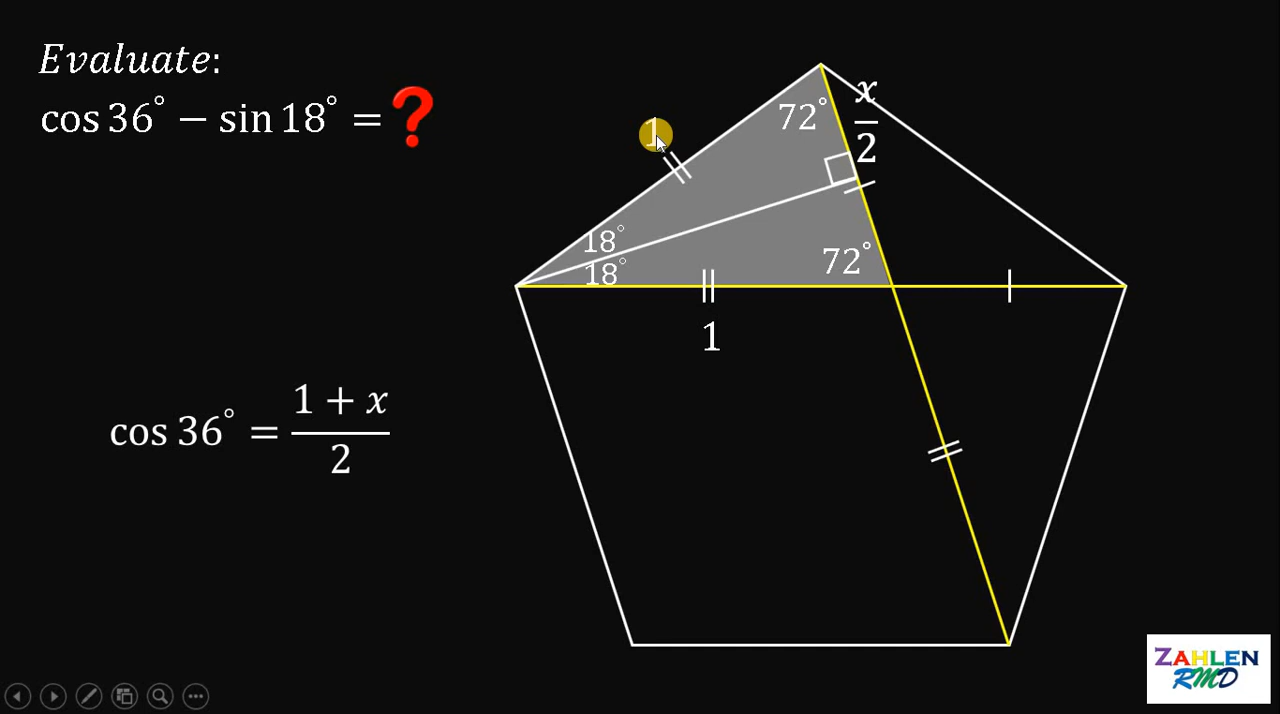 Evaluate:
cos 36° − sin 18° = ❓
72°
x
2
1
18°
18°
72°
1
cos 36° = (1 + x)/2
ZAHLEN
RMD